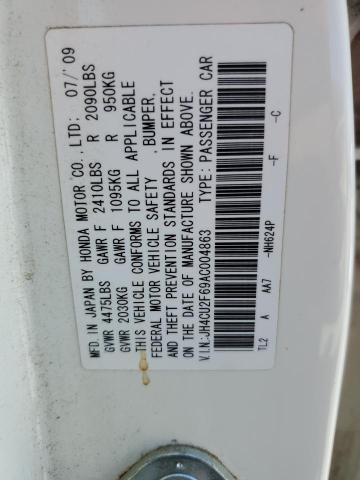 MFD. IN JAPAN BY HONDA MOTOR CO., LTD. 07/'09
GVWR 4475LBS GAWR F 2410LBS R 2090LBS
GVWR 2030KG GAWR F 1095KG R 950KG
THIS VEHICLE CONFORMS TO ALL APPLICABLE
FEDERAL MOTOR VEHICLE SAFETY , BUMPER,
AND THEFT PREVENTION STANDARDS IN EFFECT
ON THE DATE OF MANUFACTURE SHOWN ABOVE.
V.I.N.:JH4CU2F69AC004863 TYPE: PASSENGER CAR
TL2 A AA7 -NH624P -F -C